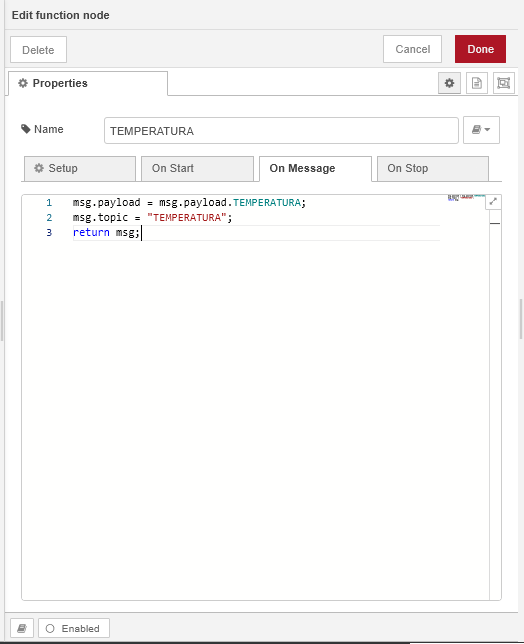 Edit function node
Delete
Cancel
Done
Properties
Name
TEMPERATURA
Setup
On Start
On Message
On Stop
1 msg.payload = msg.payload.TEMPERATURA;
2 msg.topic = "TEMPERATURA";
3 return msg;
Enabled